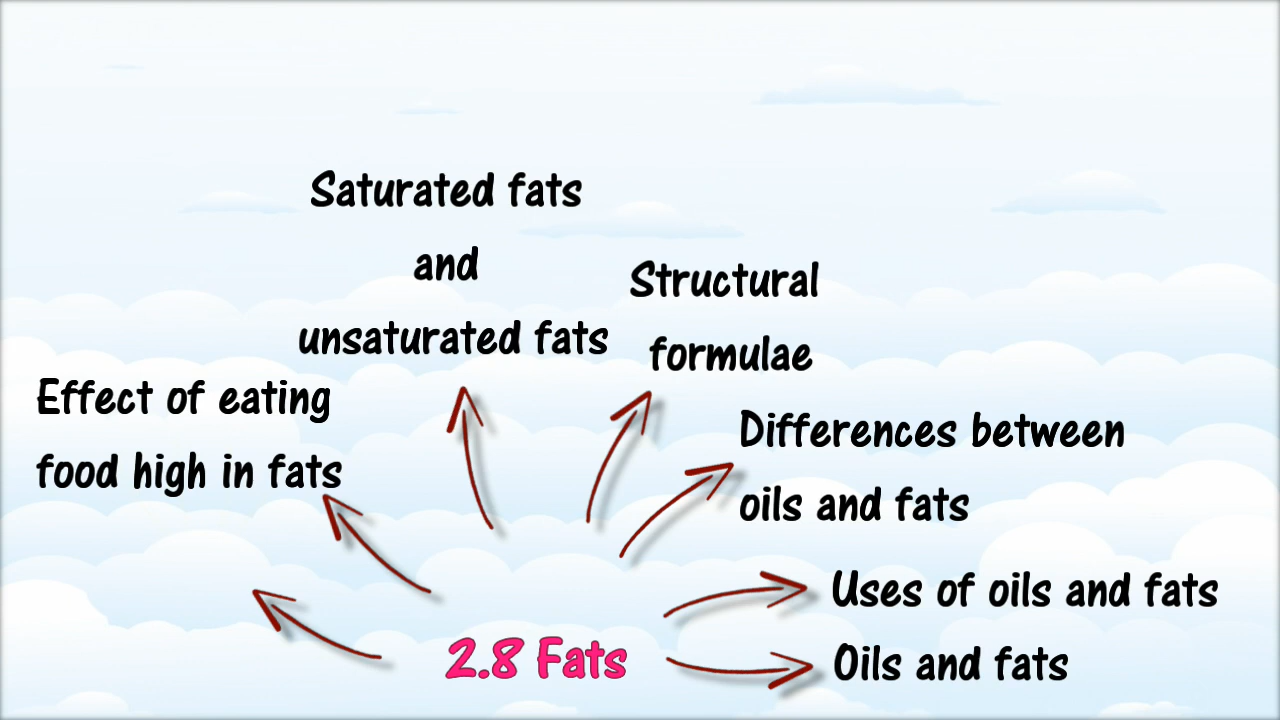 Saturated fats
and
unsaturated fats
Structural
formulae
Effect of eating
food high in fats
Differences between
oils and fats
Uses of oils and fats
2.8 Fats
Oils and fats